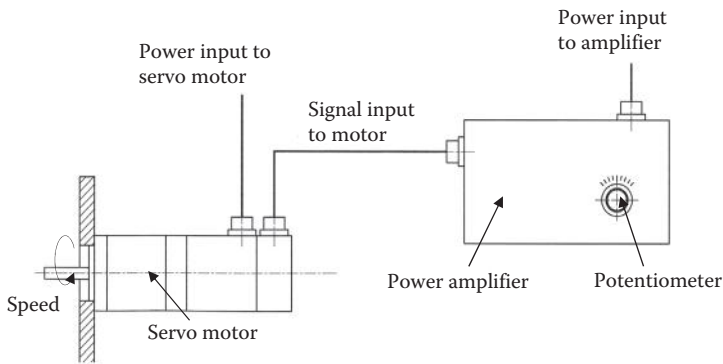 Power input
to amplifier
Power input to
servo motor
Signal input
to motor
Power amplifier
Potentiometer
Speed
Servo motor